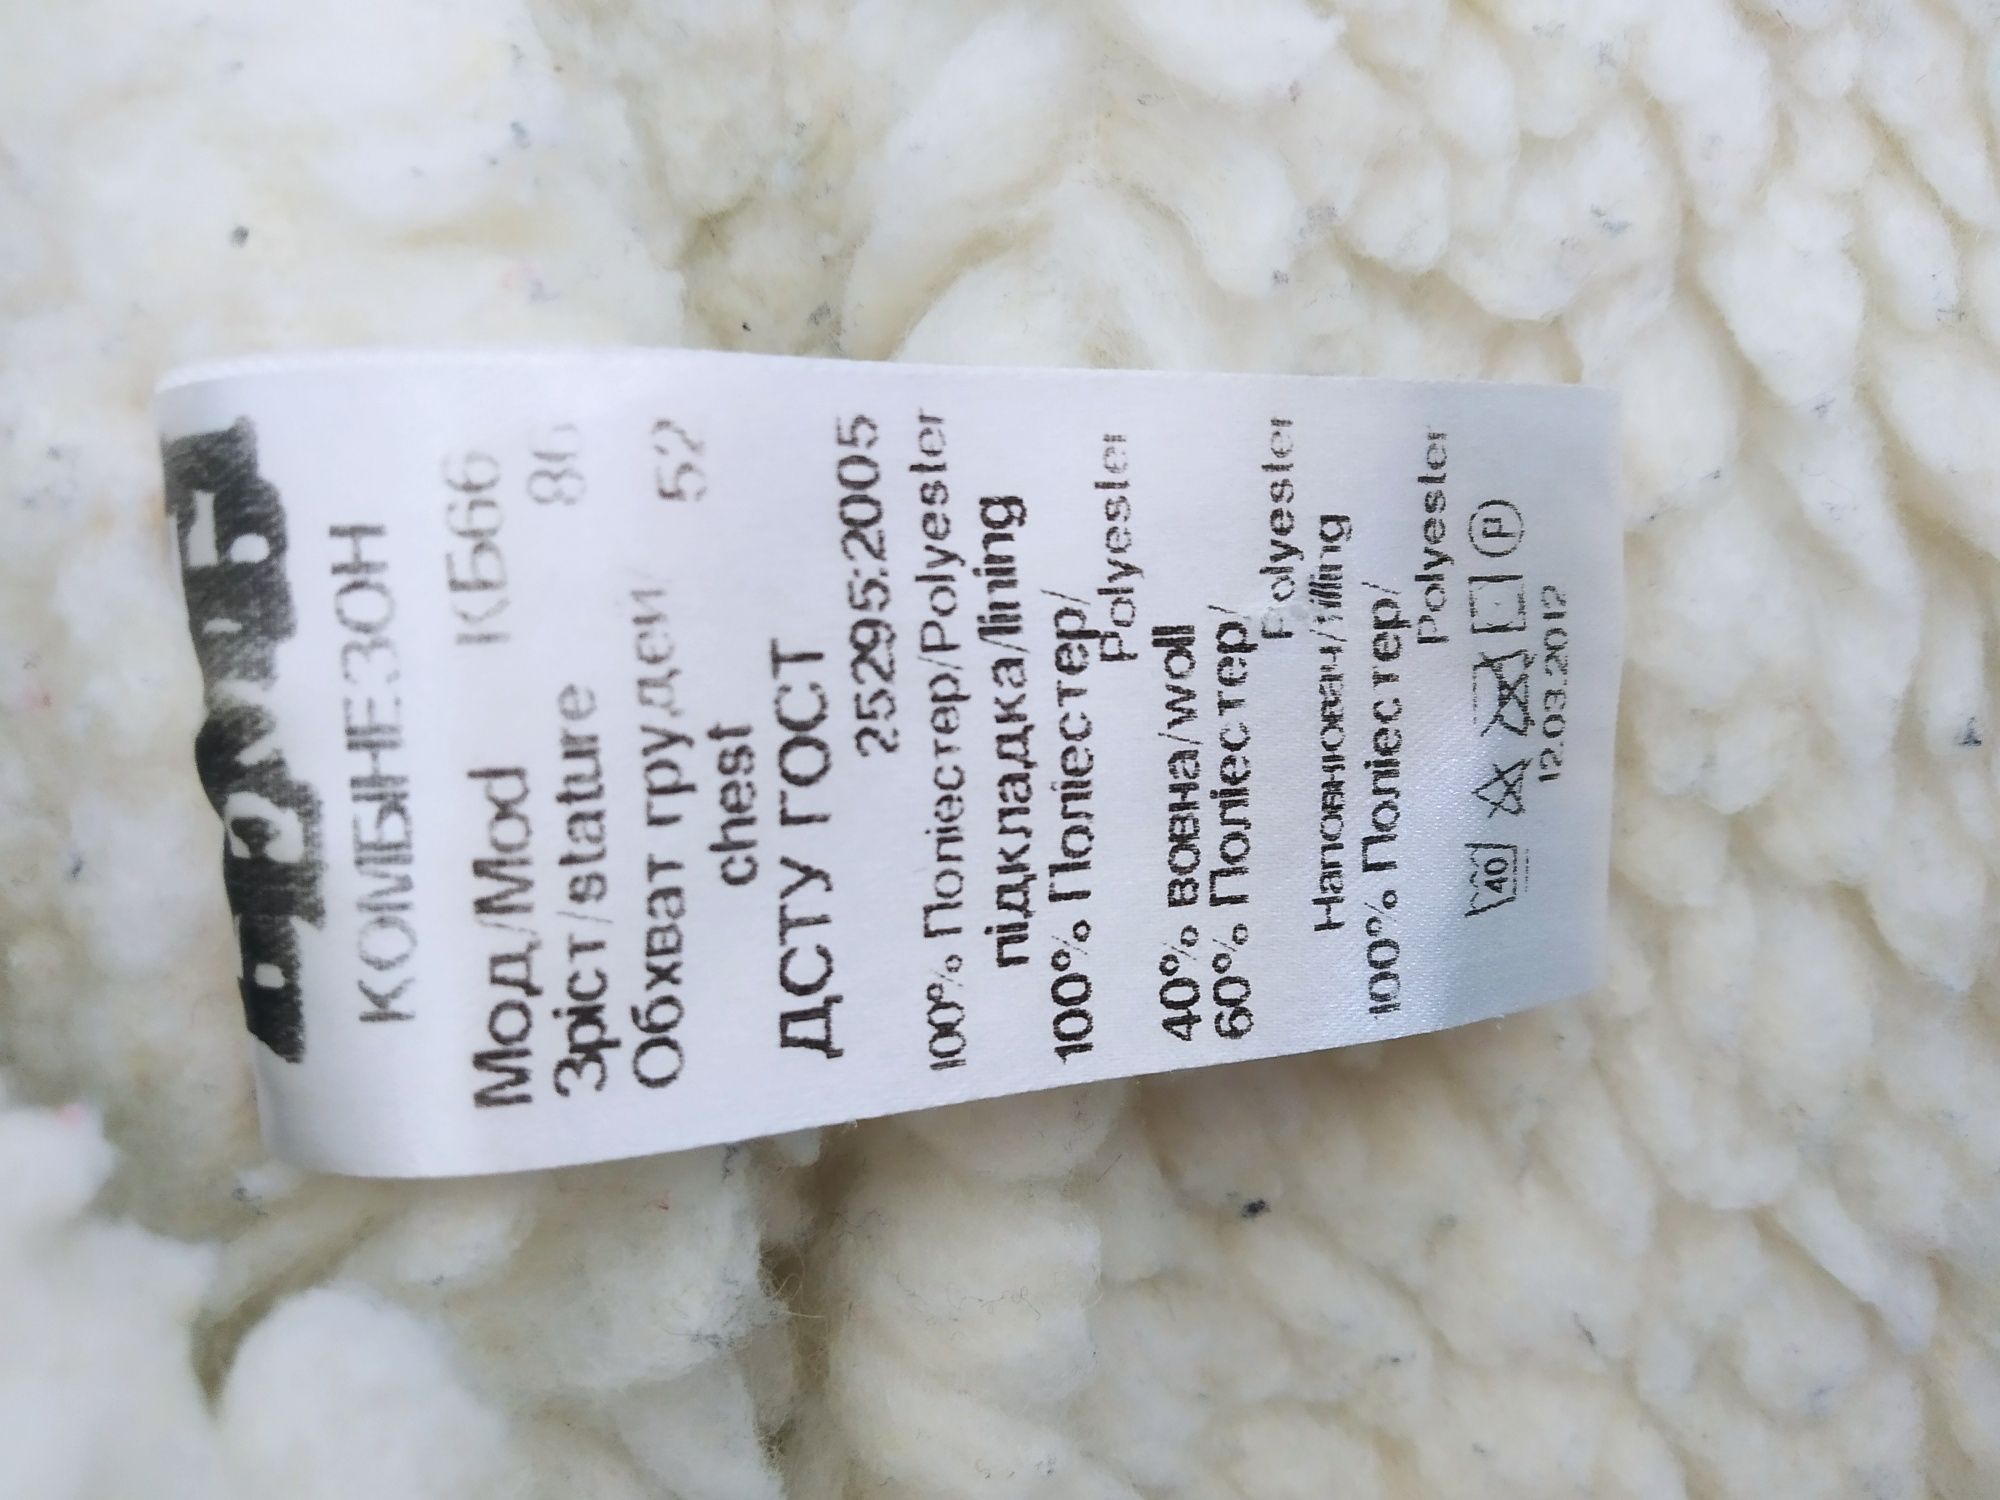 КОМБІНЕЗОН
Мод/Mod КБ66
Зріст/stature 86
Обхват грудей/ 52
chest
ДСТУ ГОСТ
25295:2005
100% Поліестер/Polyester
підкладка/lining
100% Поліестер/
Polyester
40% вовна/woll
60% Поліестер/
Polyester
Наповнювач/filling
100% Поліестер/
Polyester
40 P
12.03.2012